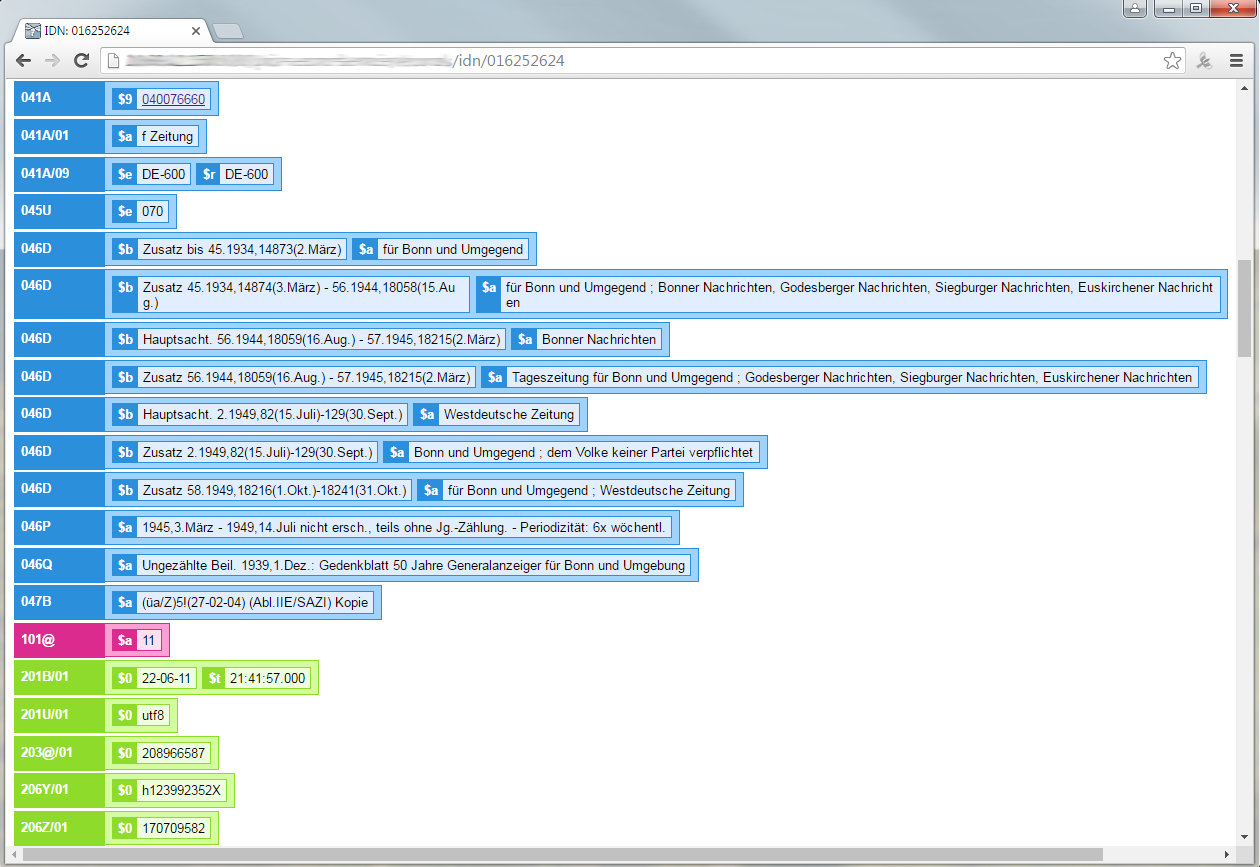 IDN: 016252624
/idn/016252624
041A $9 040076660
041A/01 $a f Zeitung
041A/09 $e DE-600 $r DE-600
045U $e 070
046D $b Zusatz bis 45.1934,14873(2.März) $a für Bonn und Umgegend
046D $b Zusatz 45.1934,14874(3.März) - 56.1944,18058(15.Au $a für Bonn und Umgegend ; Bonner Nachrichten, Godesberger Nachrichten, Siegburger Nachrichten, Euskirchener Nachricht
g.) en
046D $b Hauptsacht. 56.1944,18059(16.Aug.) - 57.1945,18215(2.März) $a Bonner Nachrichten
046D $b Zusatz 56.1944,18059(16.Aug.) - 57.1945,18215(2.März) $a Tageszeitung für Bonn und Umgegend ; Godesberger Nachrichten, Siegburger Nachrichten, Euskirchener Nachrichten
046D $b Hauptsacht. 2.1949,82(15.Juli)-129(30.Sept.) $a Westdeutsche Zeitung
046D $b Zusatz 2.1949,82(15.Juli)-129(30.Sept.) $a Bonn und Umgegend ; dem Volke keiner Partei verpflichtet
046D $b Zusatz 58.1949,18216(1.Okt.)-18241(31.Okt.) $a für Bonn und Umgegend ; Westdeutsche Zeitung
046P $a 1945,3.März - 1949,14.Juli nicht ersch., teils ohne Jg.-Zählung. - Periodizität: 6x wöchentl.
046Q $a Ungezählte Beil. 1939,1.Dez.: Gedenkblatt 50 Jahre Generalanzeiger für Bonn und Umgebung
047B $a (üa/Z)5!(27-02-04) (Abl.IIE/SAZI) Kopie
101@ $a 11
201B/01 $0 22-06-11 $t 21:41:57.000
201U/01 $0 utf8
203@/01 $0 208966587
206Y/01 $0 h123992352X
206Z/01 $0 170709582